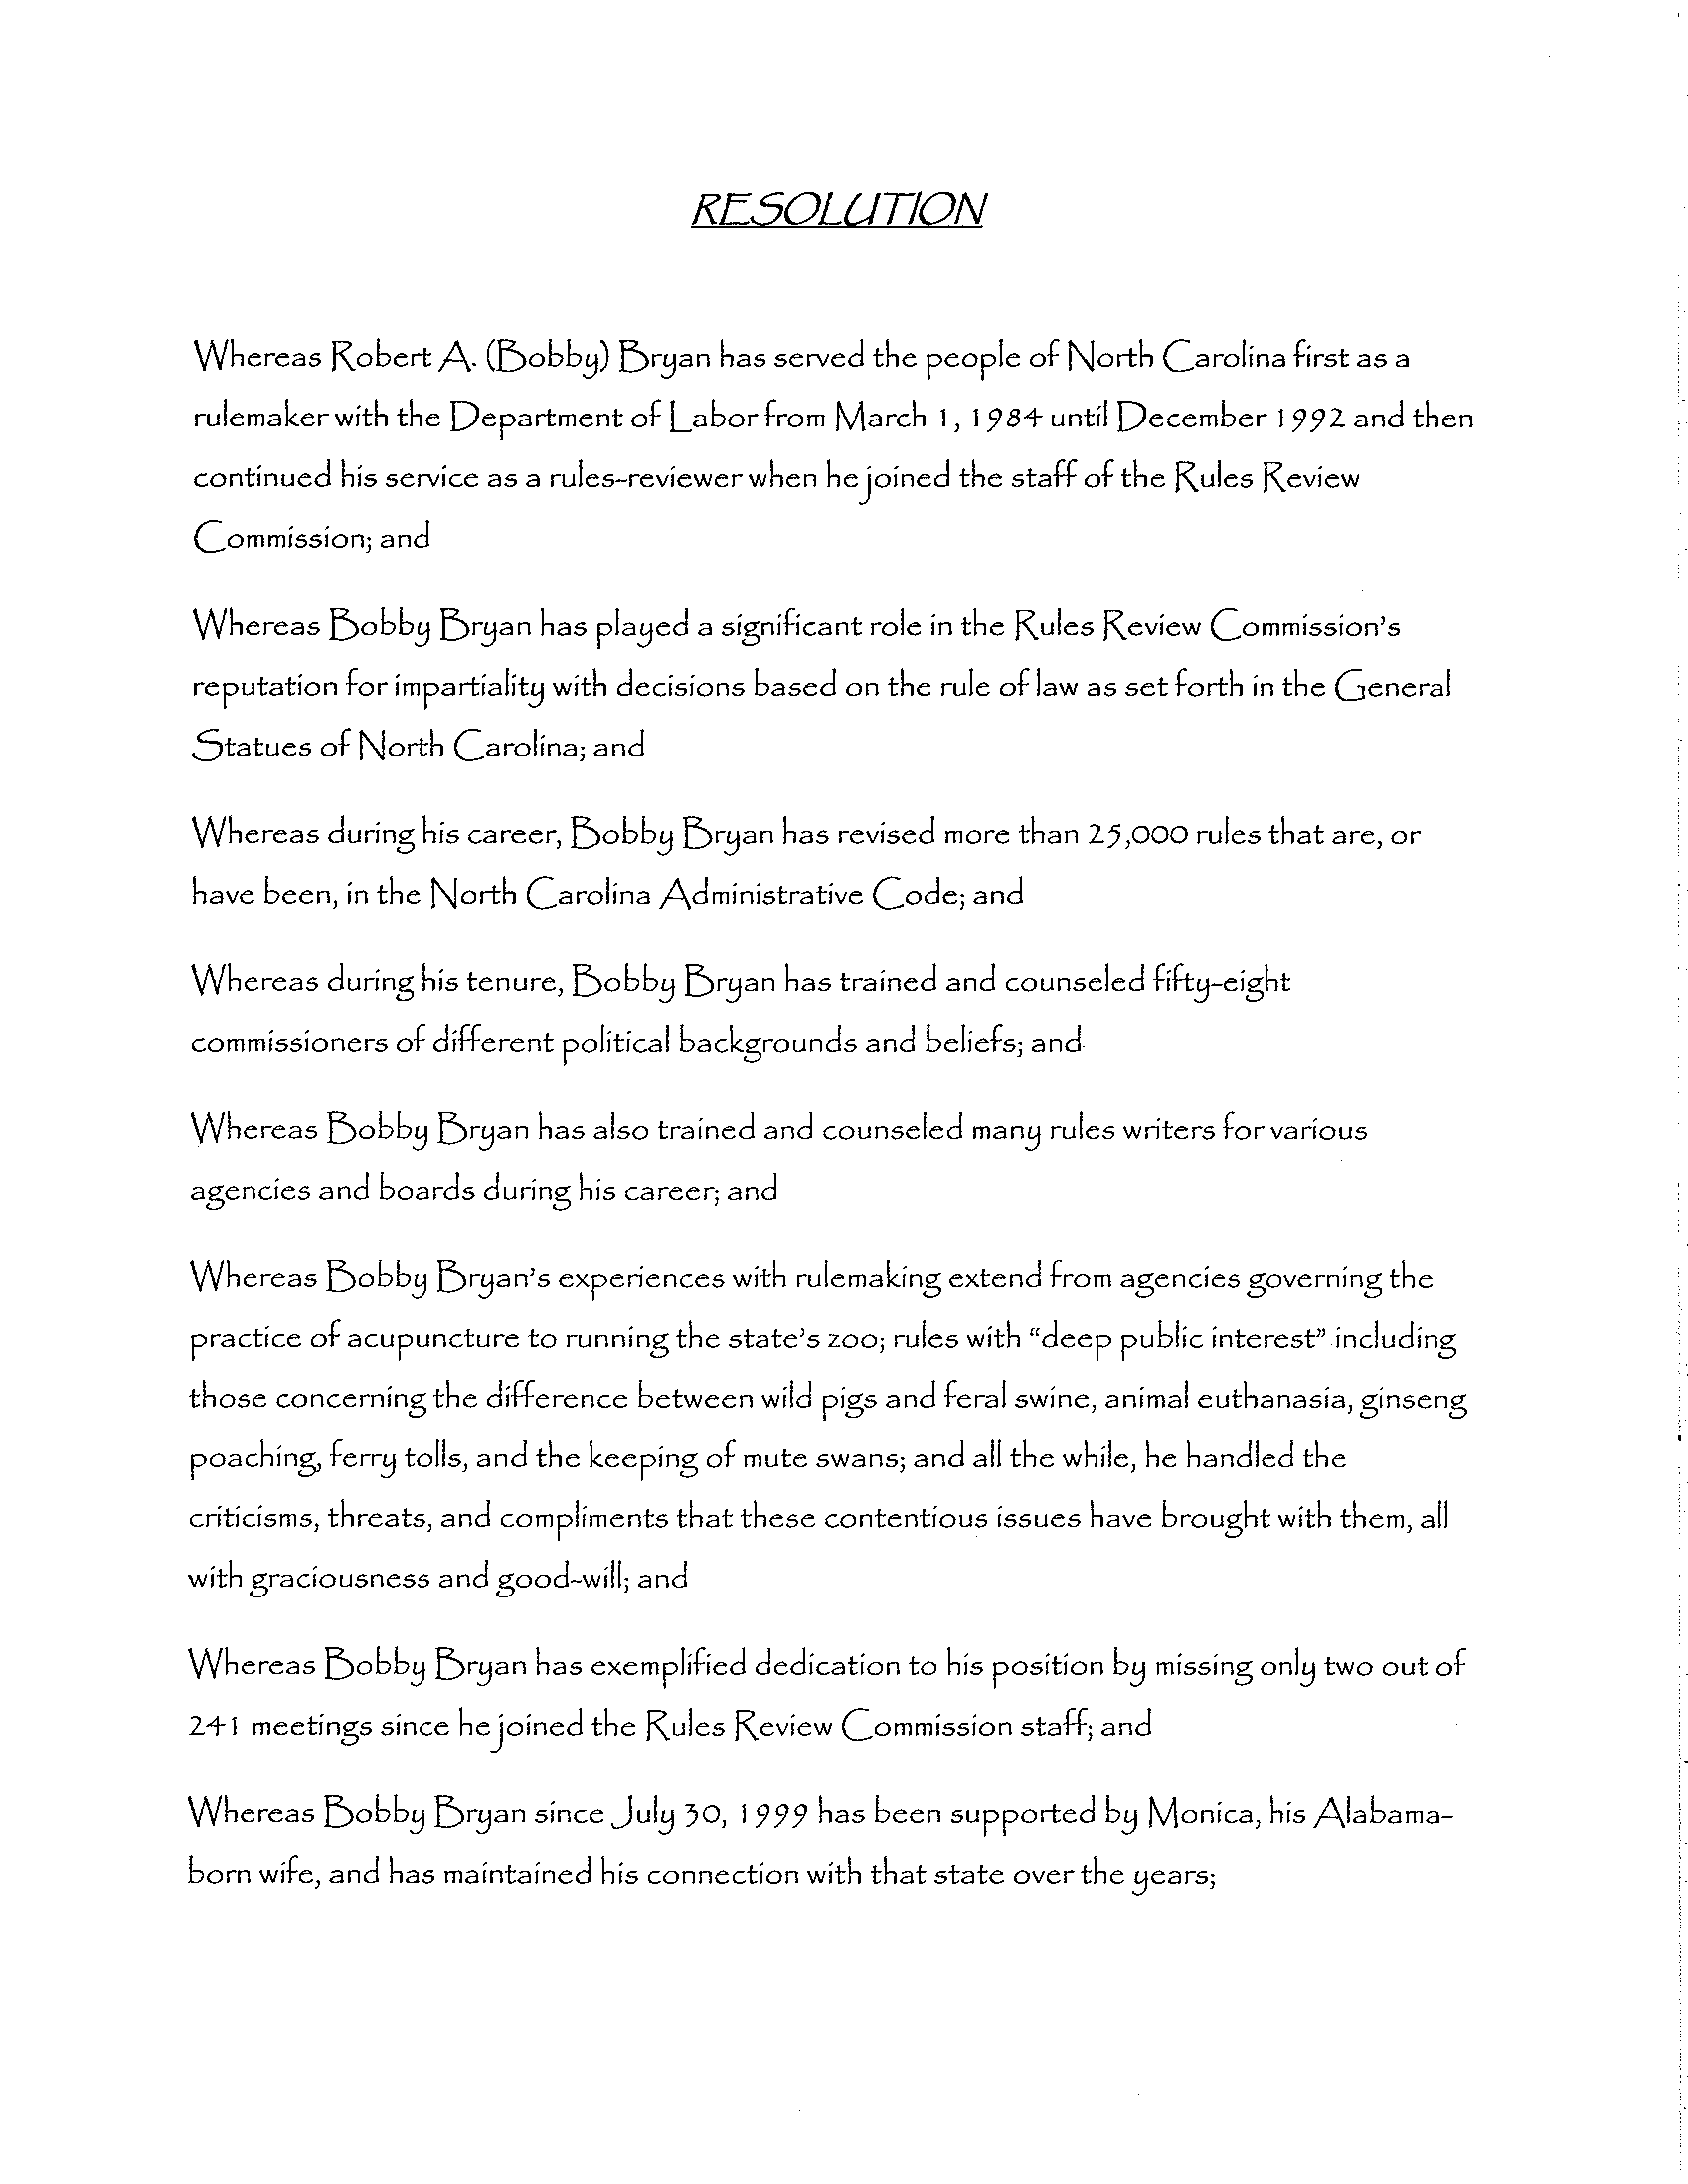 RESOLUTION
Whereas Robert A. (Bobby) Bryan has served the people of North Carolina first as a
rulemaker with the Department of Labor from March 1, 1984 until December 1992 and then
continued his service as a rules-reviewer when he joined the staff of the Rules Review
Commission; and
Whereas Bobby Bryan has played a significant role in the Rules Review Commission's
reputation for impartiality with decisions based on the rule of law as set forth in the General
Statues of North Carolina; and
Whereas during his career, Bobby Bryan has revised more than 25,000 rules that are, or
have been, in the North Carolina Administrative Code; and
Whereas during his tenure, Bobby Bryan has trained and counseled fifty-eight
commissioners of different political backgrounds and beliefs; and
Whereas Bobby Bryan has also trained and counseled many rules writers for various
agencies and boards during his career; and
Whereas Bobby Bryan's experiences with rulemaking extend from agencies governing the
practice of acupuncture to running the state's zoo; rules with “deep public interest” including
those concerning the difference between wild pigs and feral swine, animal euthanasia, ginseng
poaching, ferry tolls, and the keeping of mute swans; and all the while, he handled the
criticisms, threats, and compliments that these contentious issues have brought with them, all
with graciousness and good-will; and
Whereas Bobby Bryan has exemplified dedication to his position by missing only two out of
241 meetings since he joined the Rules Review Commission staff; and
Whereas Bobby Bryan since July 30, 1999 has been supported by Monica, his Alabama-
born wife, and has maintained his connection with that state over the years;